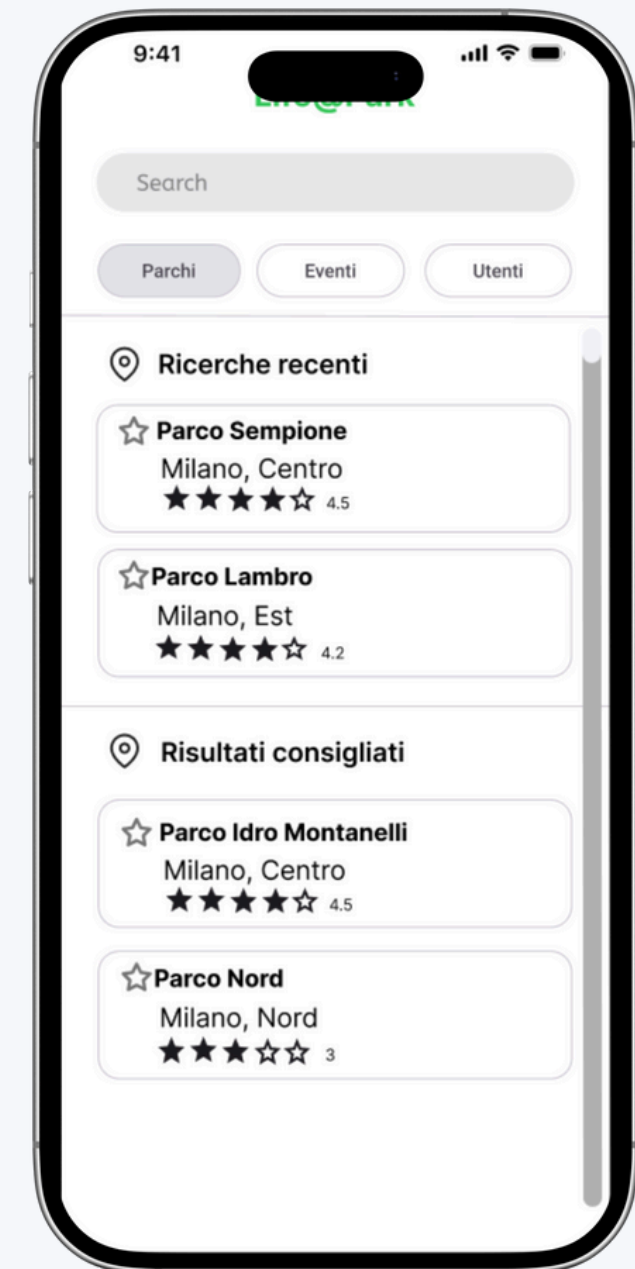 9:41
Search
Parchi Eventi Utenti
Ricerche recenti
Parco Sempione
Milano, Centro
4.5
Parco Lambro
Milano, Est
4.2
Risultati consigliati
Parco Idro Montanelli
Milano, Centro
4.5
Parco Nord
Milano, Nord
3